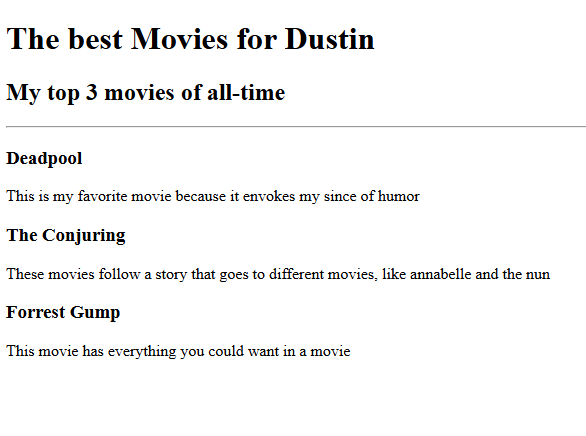 The best Movies for Dustin
My top 3 movies of all-time
Deadpool
This is my favorite movie because it envokes my since of humor
The Conjuring
These movies follow a story that goes to different movies, like annabelle and the nun
Forrest Gump
This movie has everything you could want in a movie